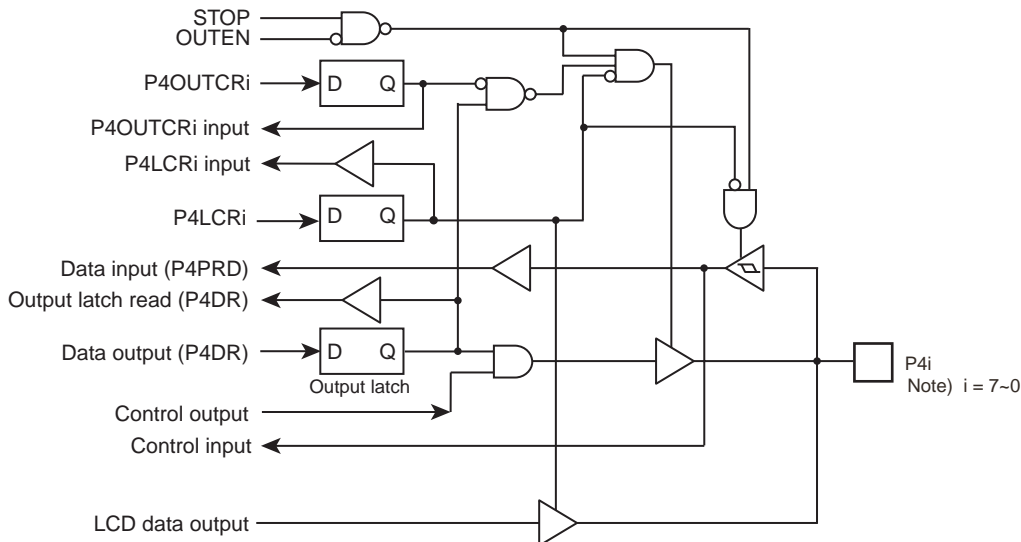 STOP
OUTEN
P4OUTCRi
D Q
P4OUTCRi input
P4LCRi input
P4LCRi
D Q
Data input (P4PRD)
Output latch read (P4DR)
Data output (P4DR)
D Q
Output latch
P4i
Note) i = 7~0
Control output
Control input
LCD data output